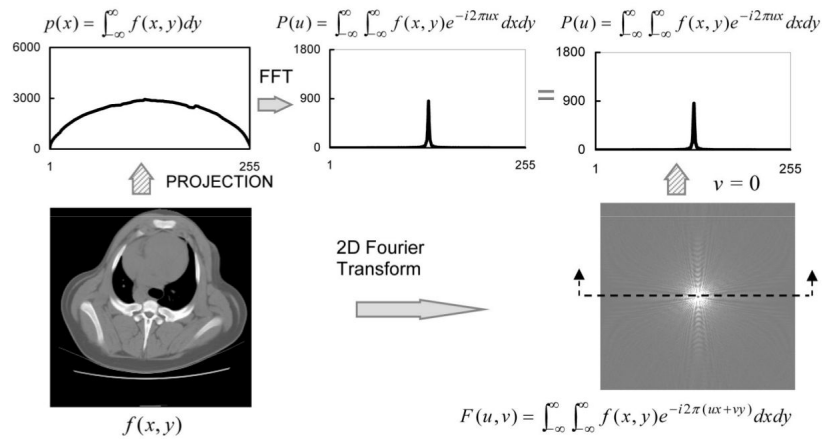 p(x) = ∫_{-∞}^{∞} f(x, y)dy
P(u) = ∫_{-∞}^{∞} ∫_{-∞}^{∞} f(x, y)e^{-i2πux} dxdy
P(u) = ∫_{-∞}^{∞} ∫_{-∞}^{∞} f(x, y)e^{-i2πux} dxdy
6000
3000
0
1
255
FFT
1800
900
0
1
255
=
1800
900
0
1
255
PROJECTION
v = 0
2D Fourier
Transform
f(x, y)
F(u, v) = ∫_{-∞}^{∞} ∫_{-∞}^{∞} f(x, y)e^{-i2π(ux+vy)} dxdy